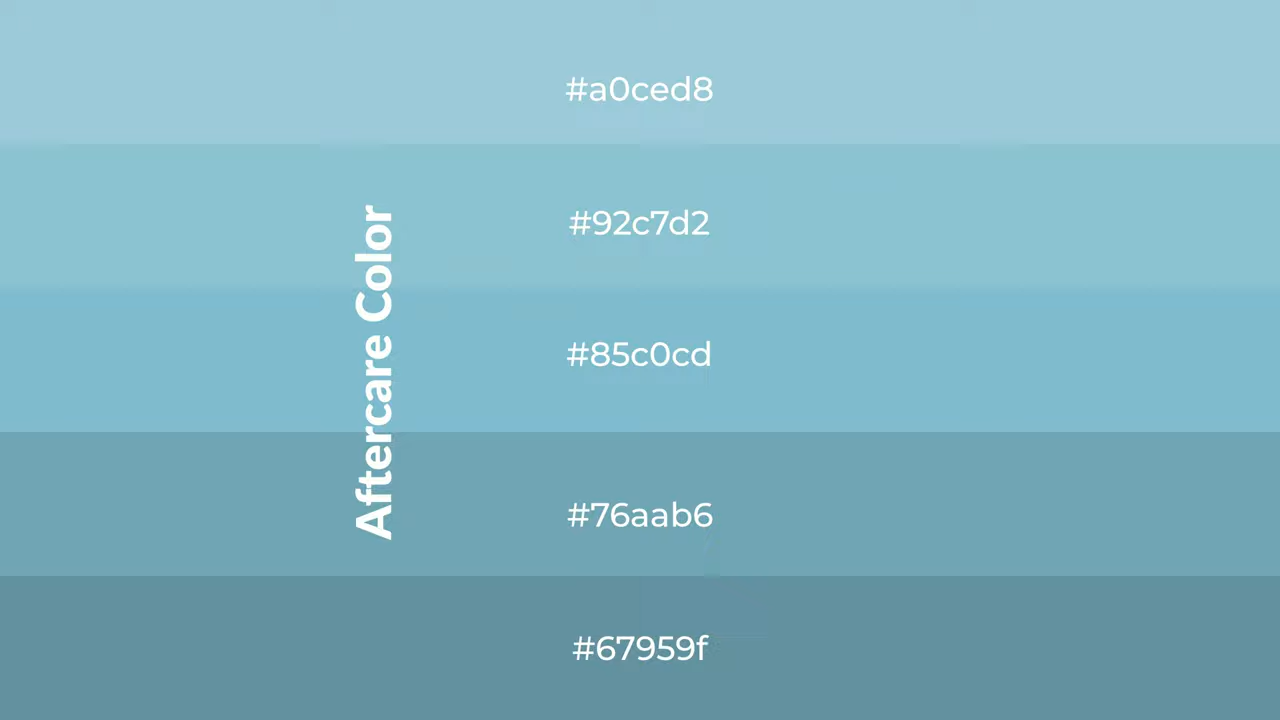 Aftercare Color
#a0ced8
#92c7d2
#85c0cd
#76aab6
#67959f